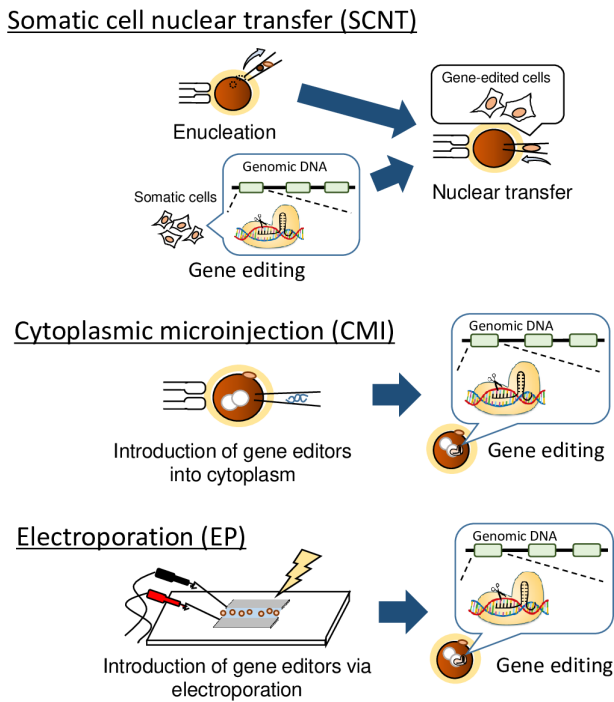 Somatic cell nuclear transfer (SCNT)
Gene-edited cells
Enucleation
Nuclear transfer
Genomic DNA
Somatic cells
Gene editing
Cytoplasmic microinjection (CMI)
Genomic DNA
Introduction of gene editors
into cytoplasm
Gene editing
Electroporation (EP)
Genomic DNA
Introduction of gene editors via
electroporation
Gene editing